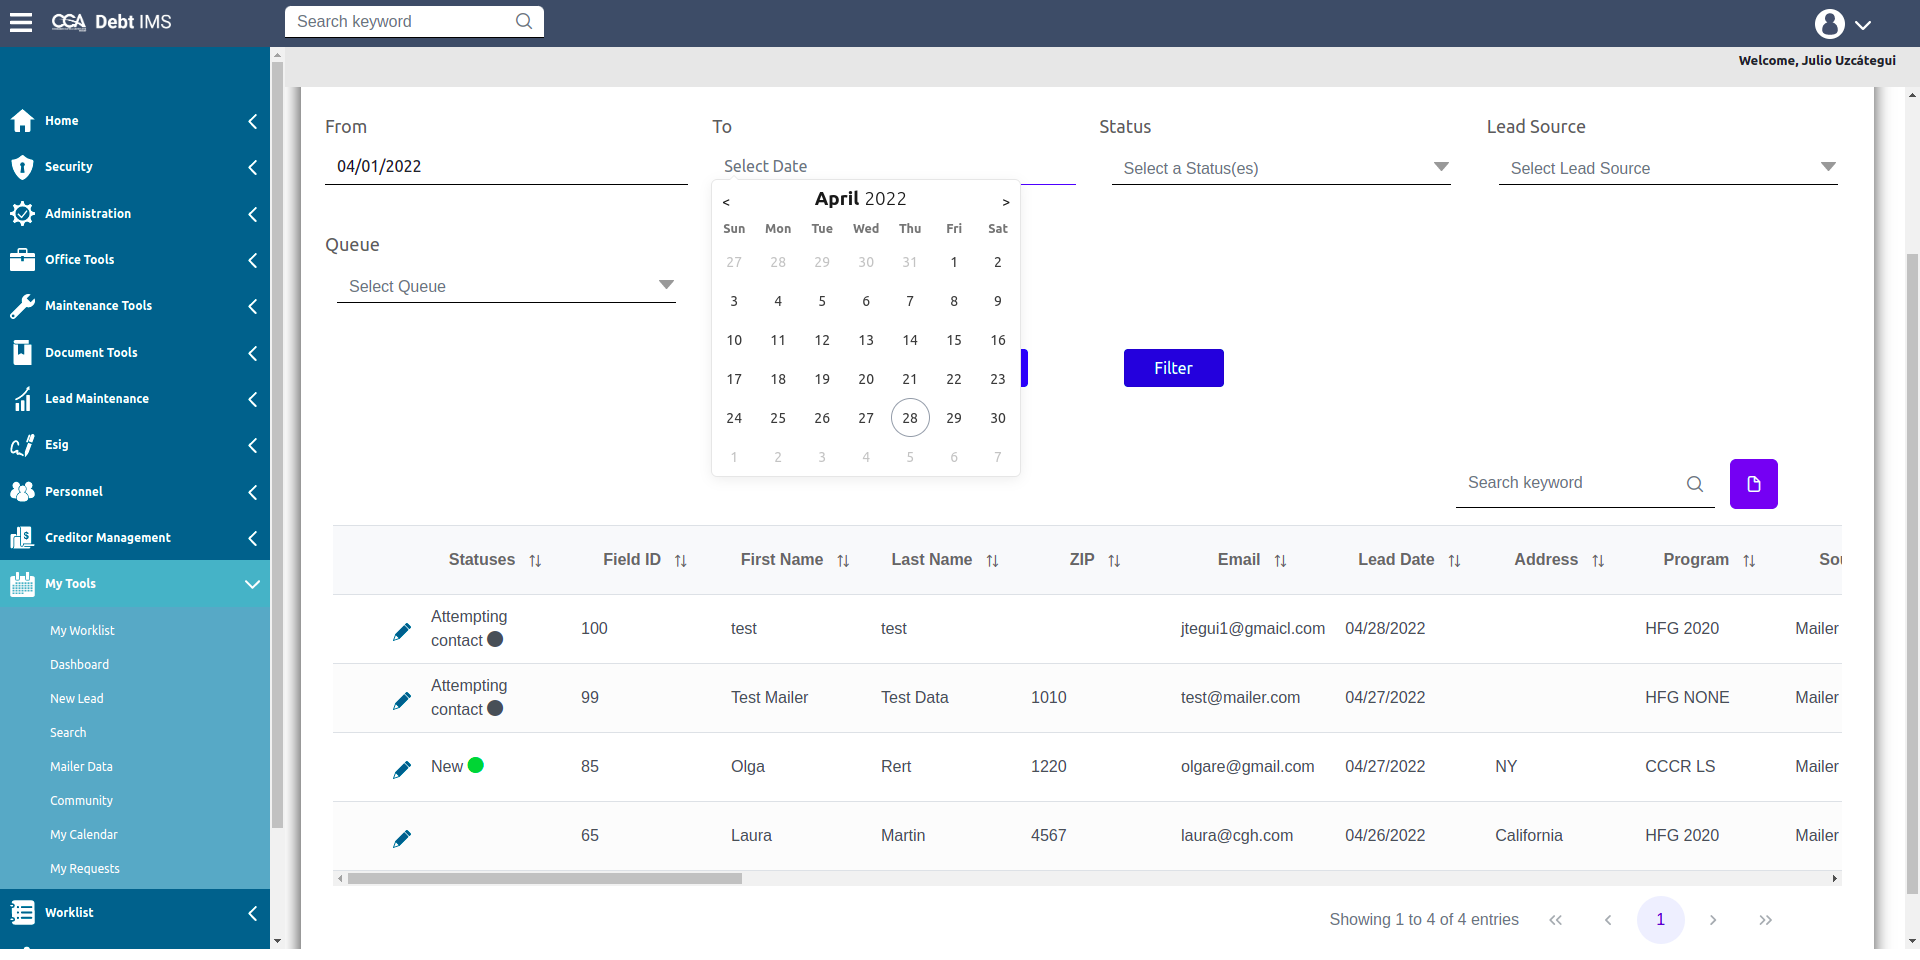 CGA Debt IMS
Search keyword
Welcome, Julio Uzcátegui
Home
Security
Administration
Office Tools
Maintenance Tools
Document Tools
Lead Maintenance
Esig
Personnel
Creditor Management
My Tools
My Worklist
Dashboard
New Lead
Search
Mailer Data
Community
My Calendar
My Requests
Worklist
From
04/01/2022
To
Select Date
Status
Select a Status(es)
Lead Source
Select Lead Source
Queue
Select Queue
< April 2022 >
Sun Mon Tue Wed Thu Fri Sat
27 28 29 30 31 1 2
3 4 5 6 7 8 9
10 11 12 13 14 15 16
17 18 19 20 21 22 23
24 25 26 27 28 29 30
1 2 3 4 5 6 7
Filter
Search keyword
Statuses Field ID First Name Last Name ZIP Email Lead Date Address Program Sou
Attempting
contact 100 test test jtegui1@gmaicl.com 04/28/2022 HFG 2020 Mailer
Attempting
contact 99 Test Mailer Test Data 1010 test@mailer.com 04/27/2022 HFG NONE Mailer
New 85 Olga Rert 1220 olgare@gmail.com 04/27/2022 NY CCCR LS Mailer
65 Laura Martin 4567 laura@cgh.com 04/26/2022 California HFG 2020 Mailer
Showing 1 to 4 of 4 entries << < 1 > >>